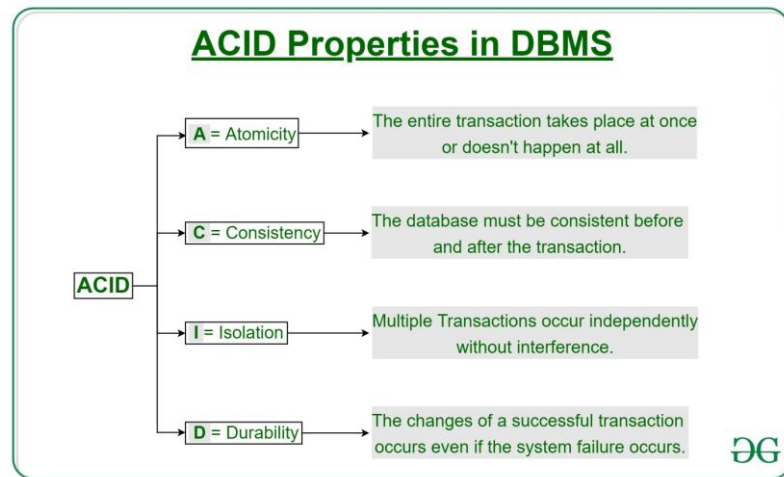 ACID Properties in DBMS
A = Atomicity
The entire transaction takes place at once
or doesn't happen at all.
C = Consistency
The database must be consistent before
and after the transaction.
ACID
I = Isolation
Multiple Transactions occur independently
without interference.
D = Durability
The changes of a successful transaction
occurs even if the system failure occurs.